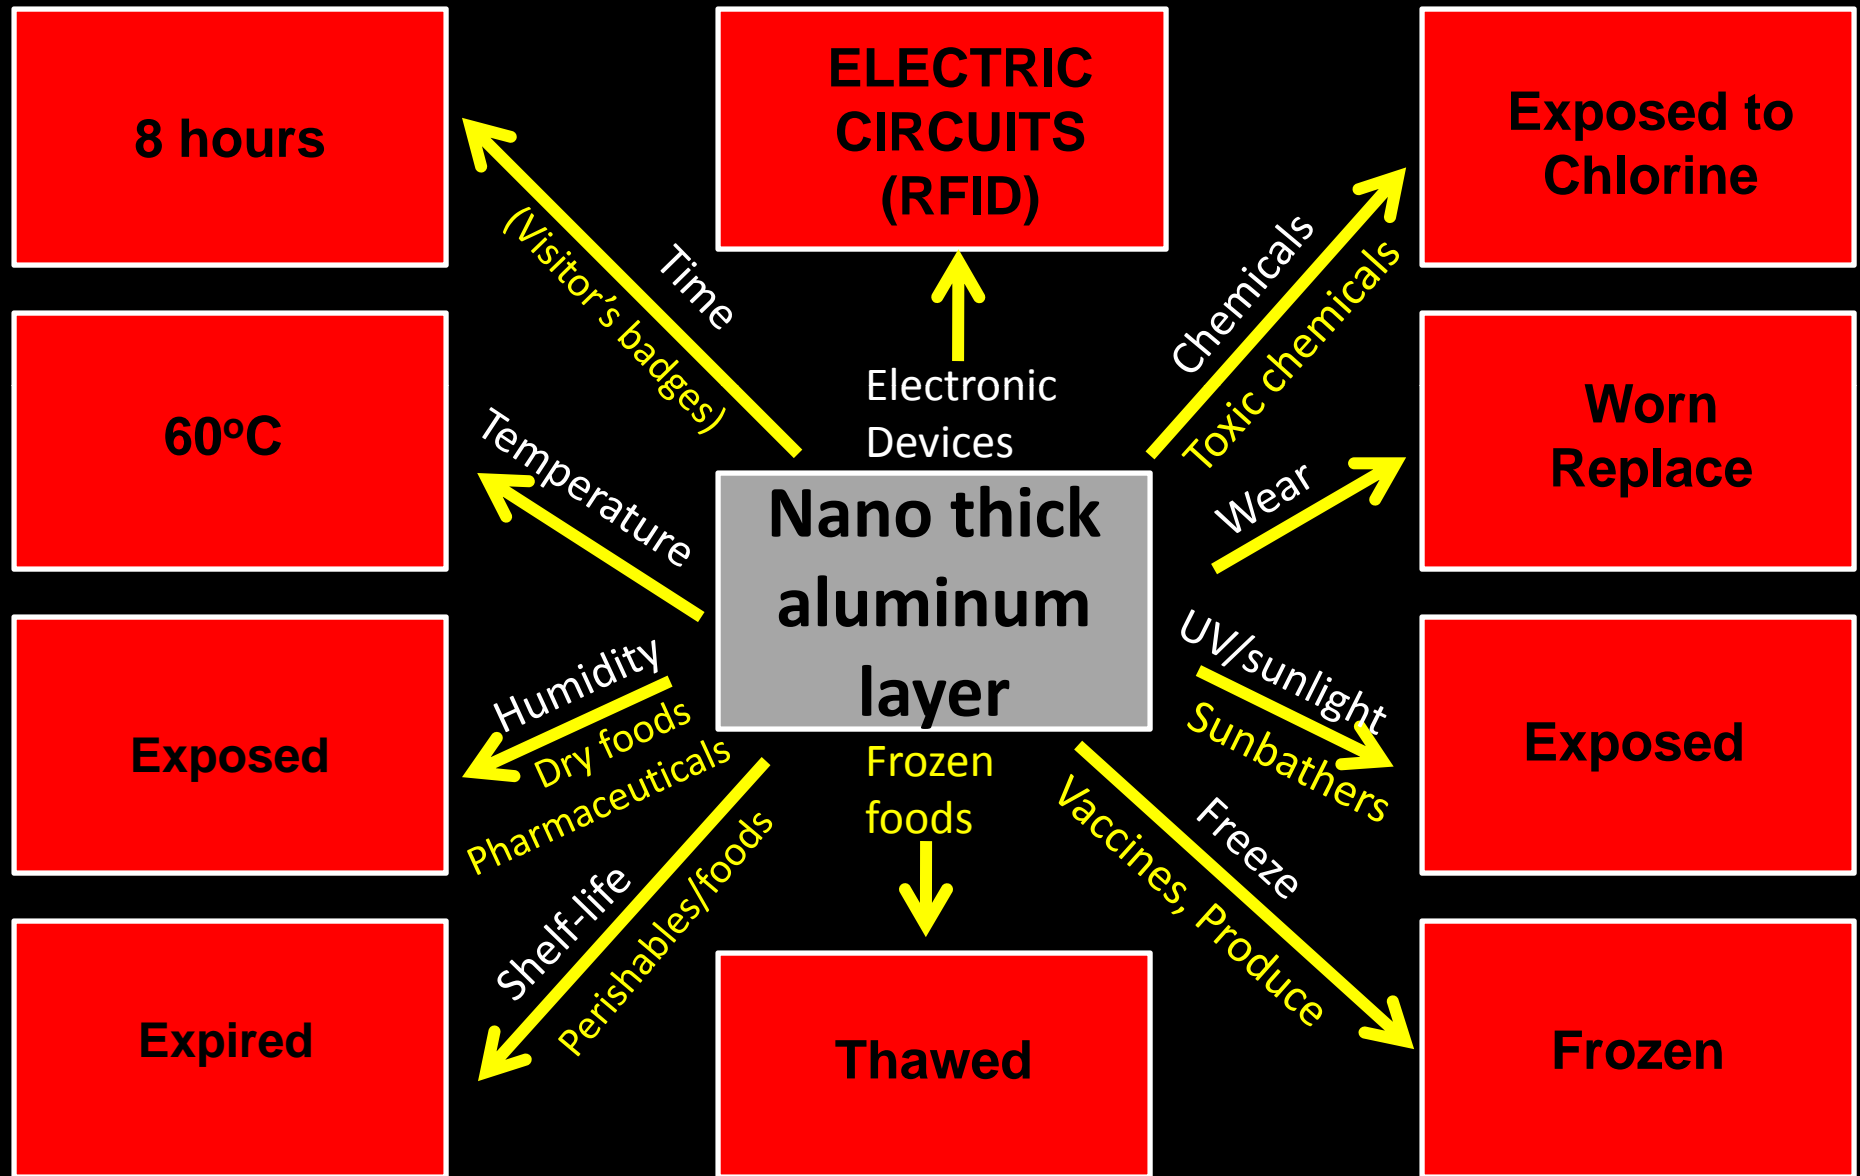 8 hours
ELECTRIC
CIRCUITS
(RFID)
Exposed to
Chlorine
Time
(Visitor’s badges)
Electronic
Devices
Chemicals
Toxic chemicals
60°C
Temperature
Nano thick
aluminum
layer
Wear
Worn
Replace
Exposed
Humidity
Dry foods
Pharmaceuticals
UV/sunlight
Sunbathers
Exposed
Expired
Shelf-life
Perishables/foods
Frozen
foods
Thawed
Freeze
Vaccines, Produce
Frozen